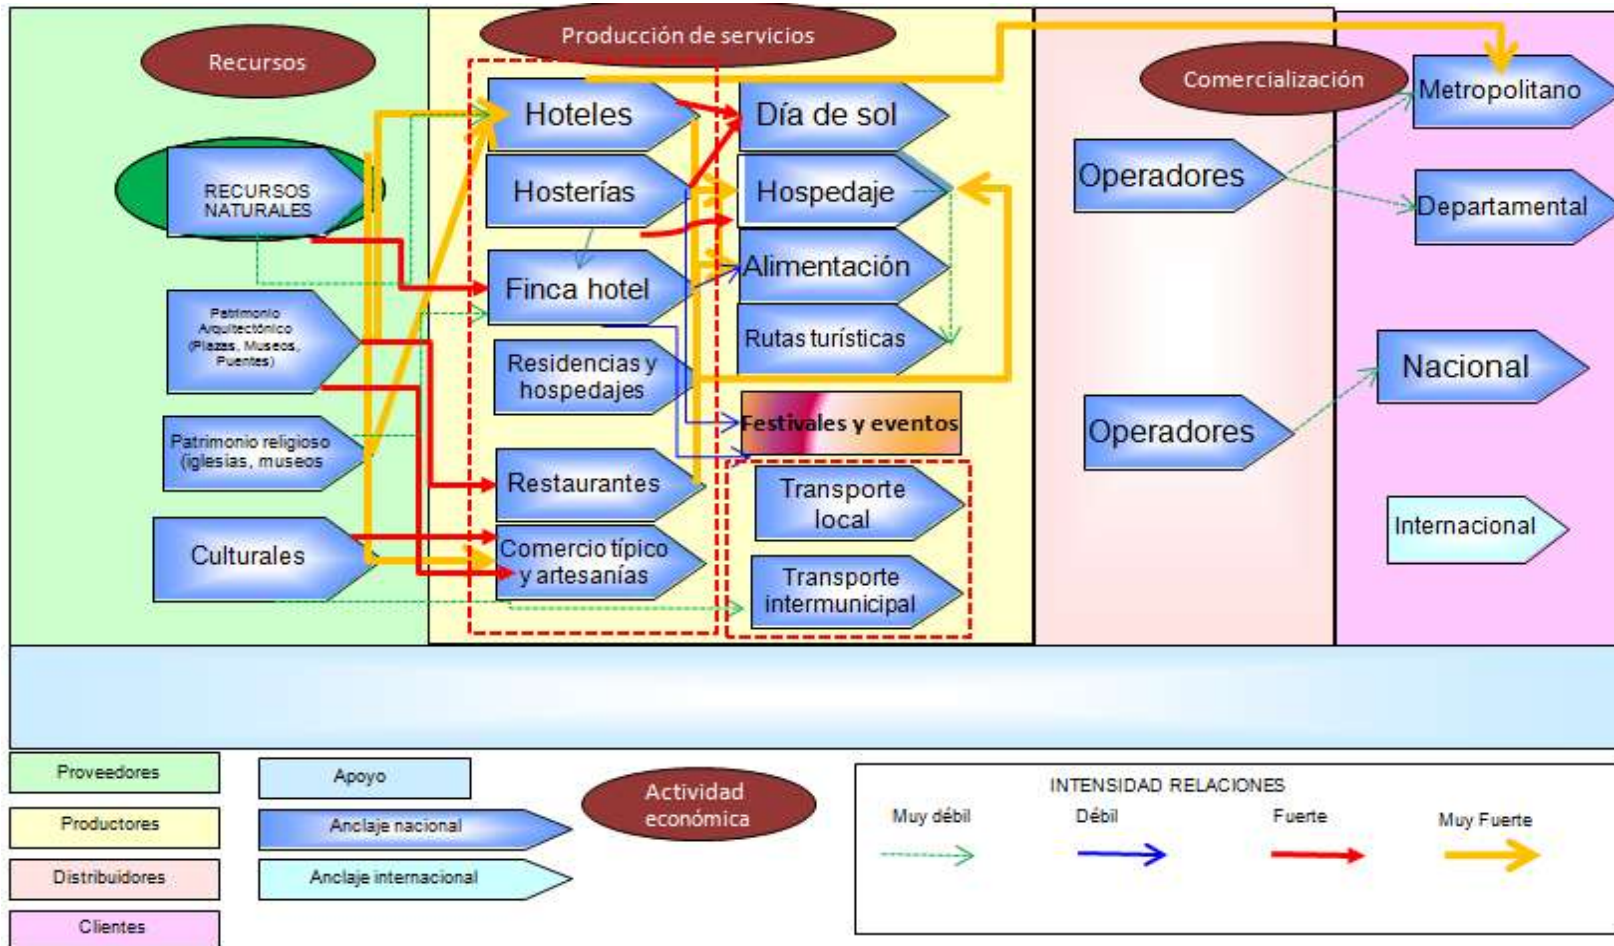 Recursos
Producción de servicios
Comercialización
RECURSOS
NATURALES
Patrimonio
Arquitectónico
(Plazas, Museos,
Puentes)
Patrimonio religioso
(iglesias, museos
Culturales
Hoteles
Hosterías
Finca hotel
Residencias y
hospedajes
Restaurantes
Comercio típico
y artesanías
Día de sol
Hospedaje
Alimentación
Rutas turísticas
Festivales y eventos
Transporte
local
Transporte
intermunicipal
Operadores
Operadores
Metropolitano
Departamental
Nacional
Internacional
Proveedores
Productores
Distribuidores
Clientes
Apoyo
Anclaje nacional
Anclaje internacional
Actividad
económica
INTENSIDAD RELACIONES
Muy débil
Débil
Fuerte
Muy Fuerte